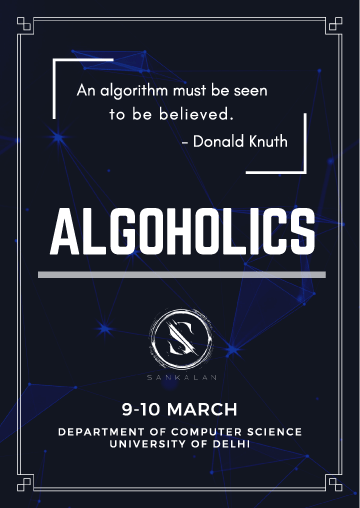 An algorithm must be seen
to be believed.
- Donald Knuth
ALGOHOLICS
S
SANKALAN
9-10 MARCH
DEPARTMENT OF COMPUTER SCIENCE
UNIVERSITY OF DELHI